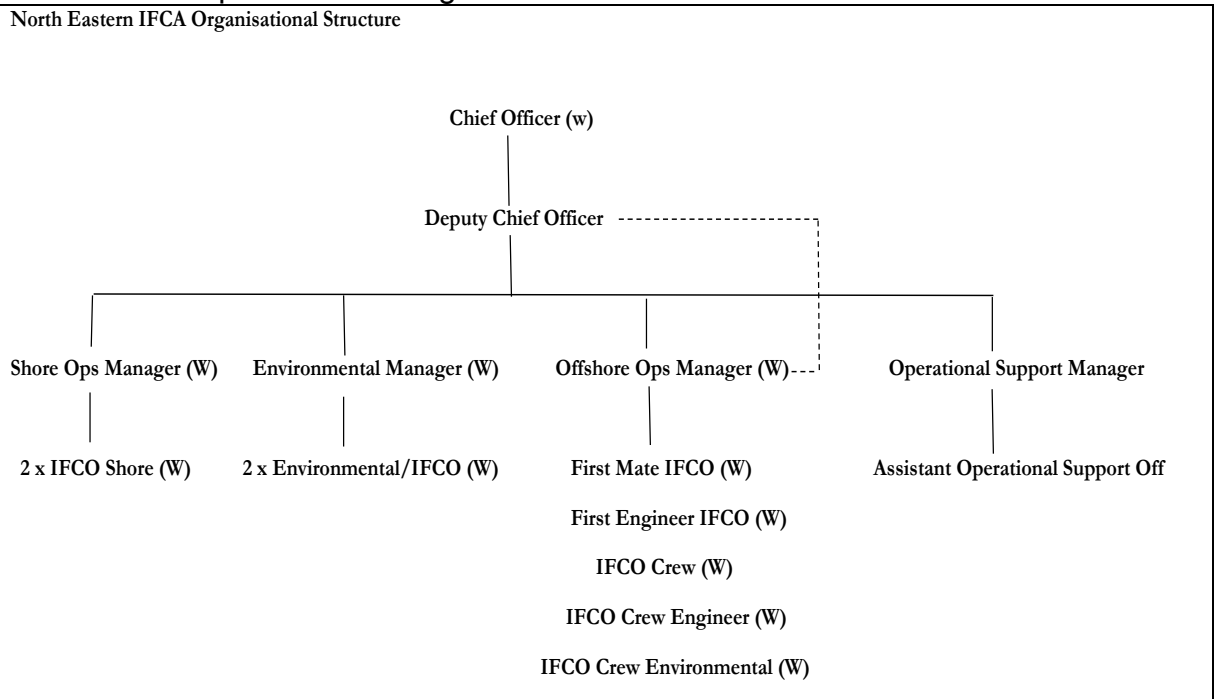 North Eastern IFCA Organisational Structure
Chief Officer (w)
Deputy Chief Officer
Shore Ops Manager (W) Environmental Manager (W) Offshore Ops Manager (W) Operational Support Manager
2 x IFCO Shore (W) 2 x Environmental/IFCO (W) First Mate IFCO (W) Assistant Operational Support Off
First Engineer IFCO (W)
IFCO Crew (W)
IFCO Crew Engineer (W)
IFCO Crew Environmental (W)